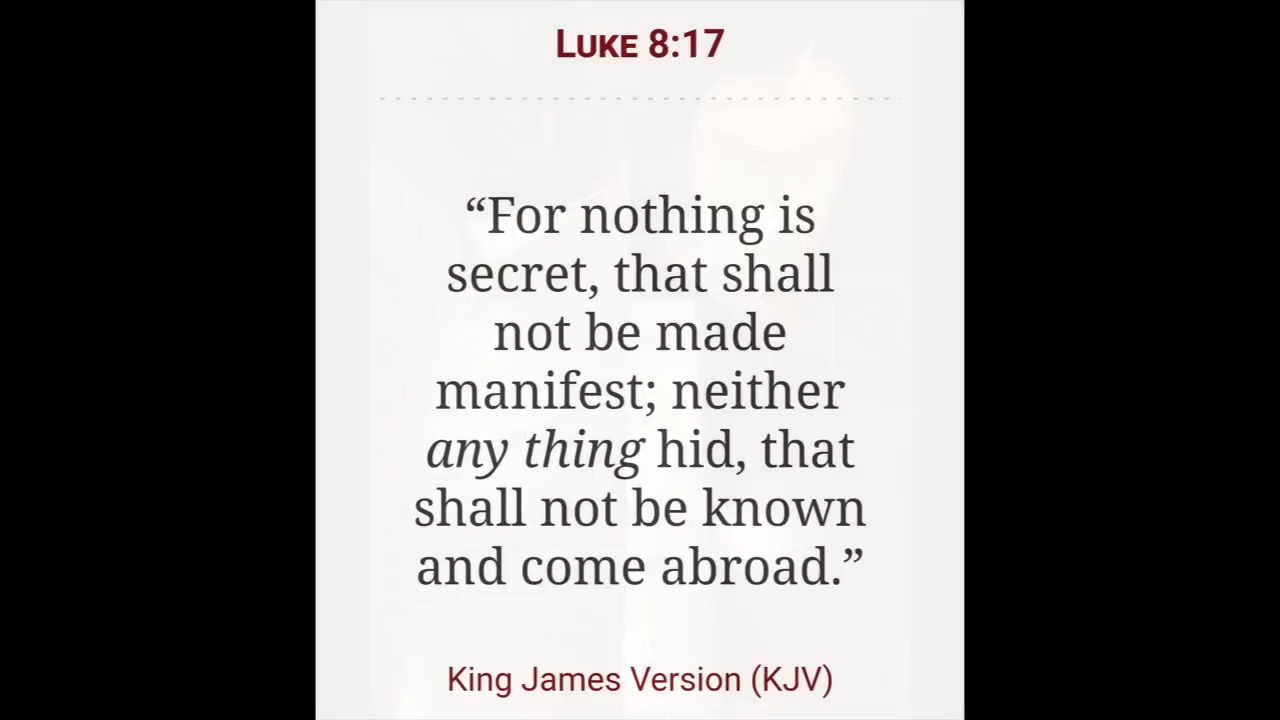 LUKE 8:17
“For nothing is
secret, that shall
not be made
manifest; neither
any thing hid, that
shall not be known
and come abroad.”
King James Version (KJV)